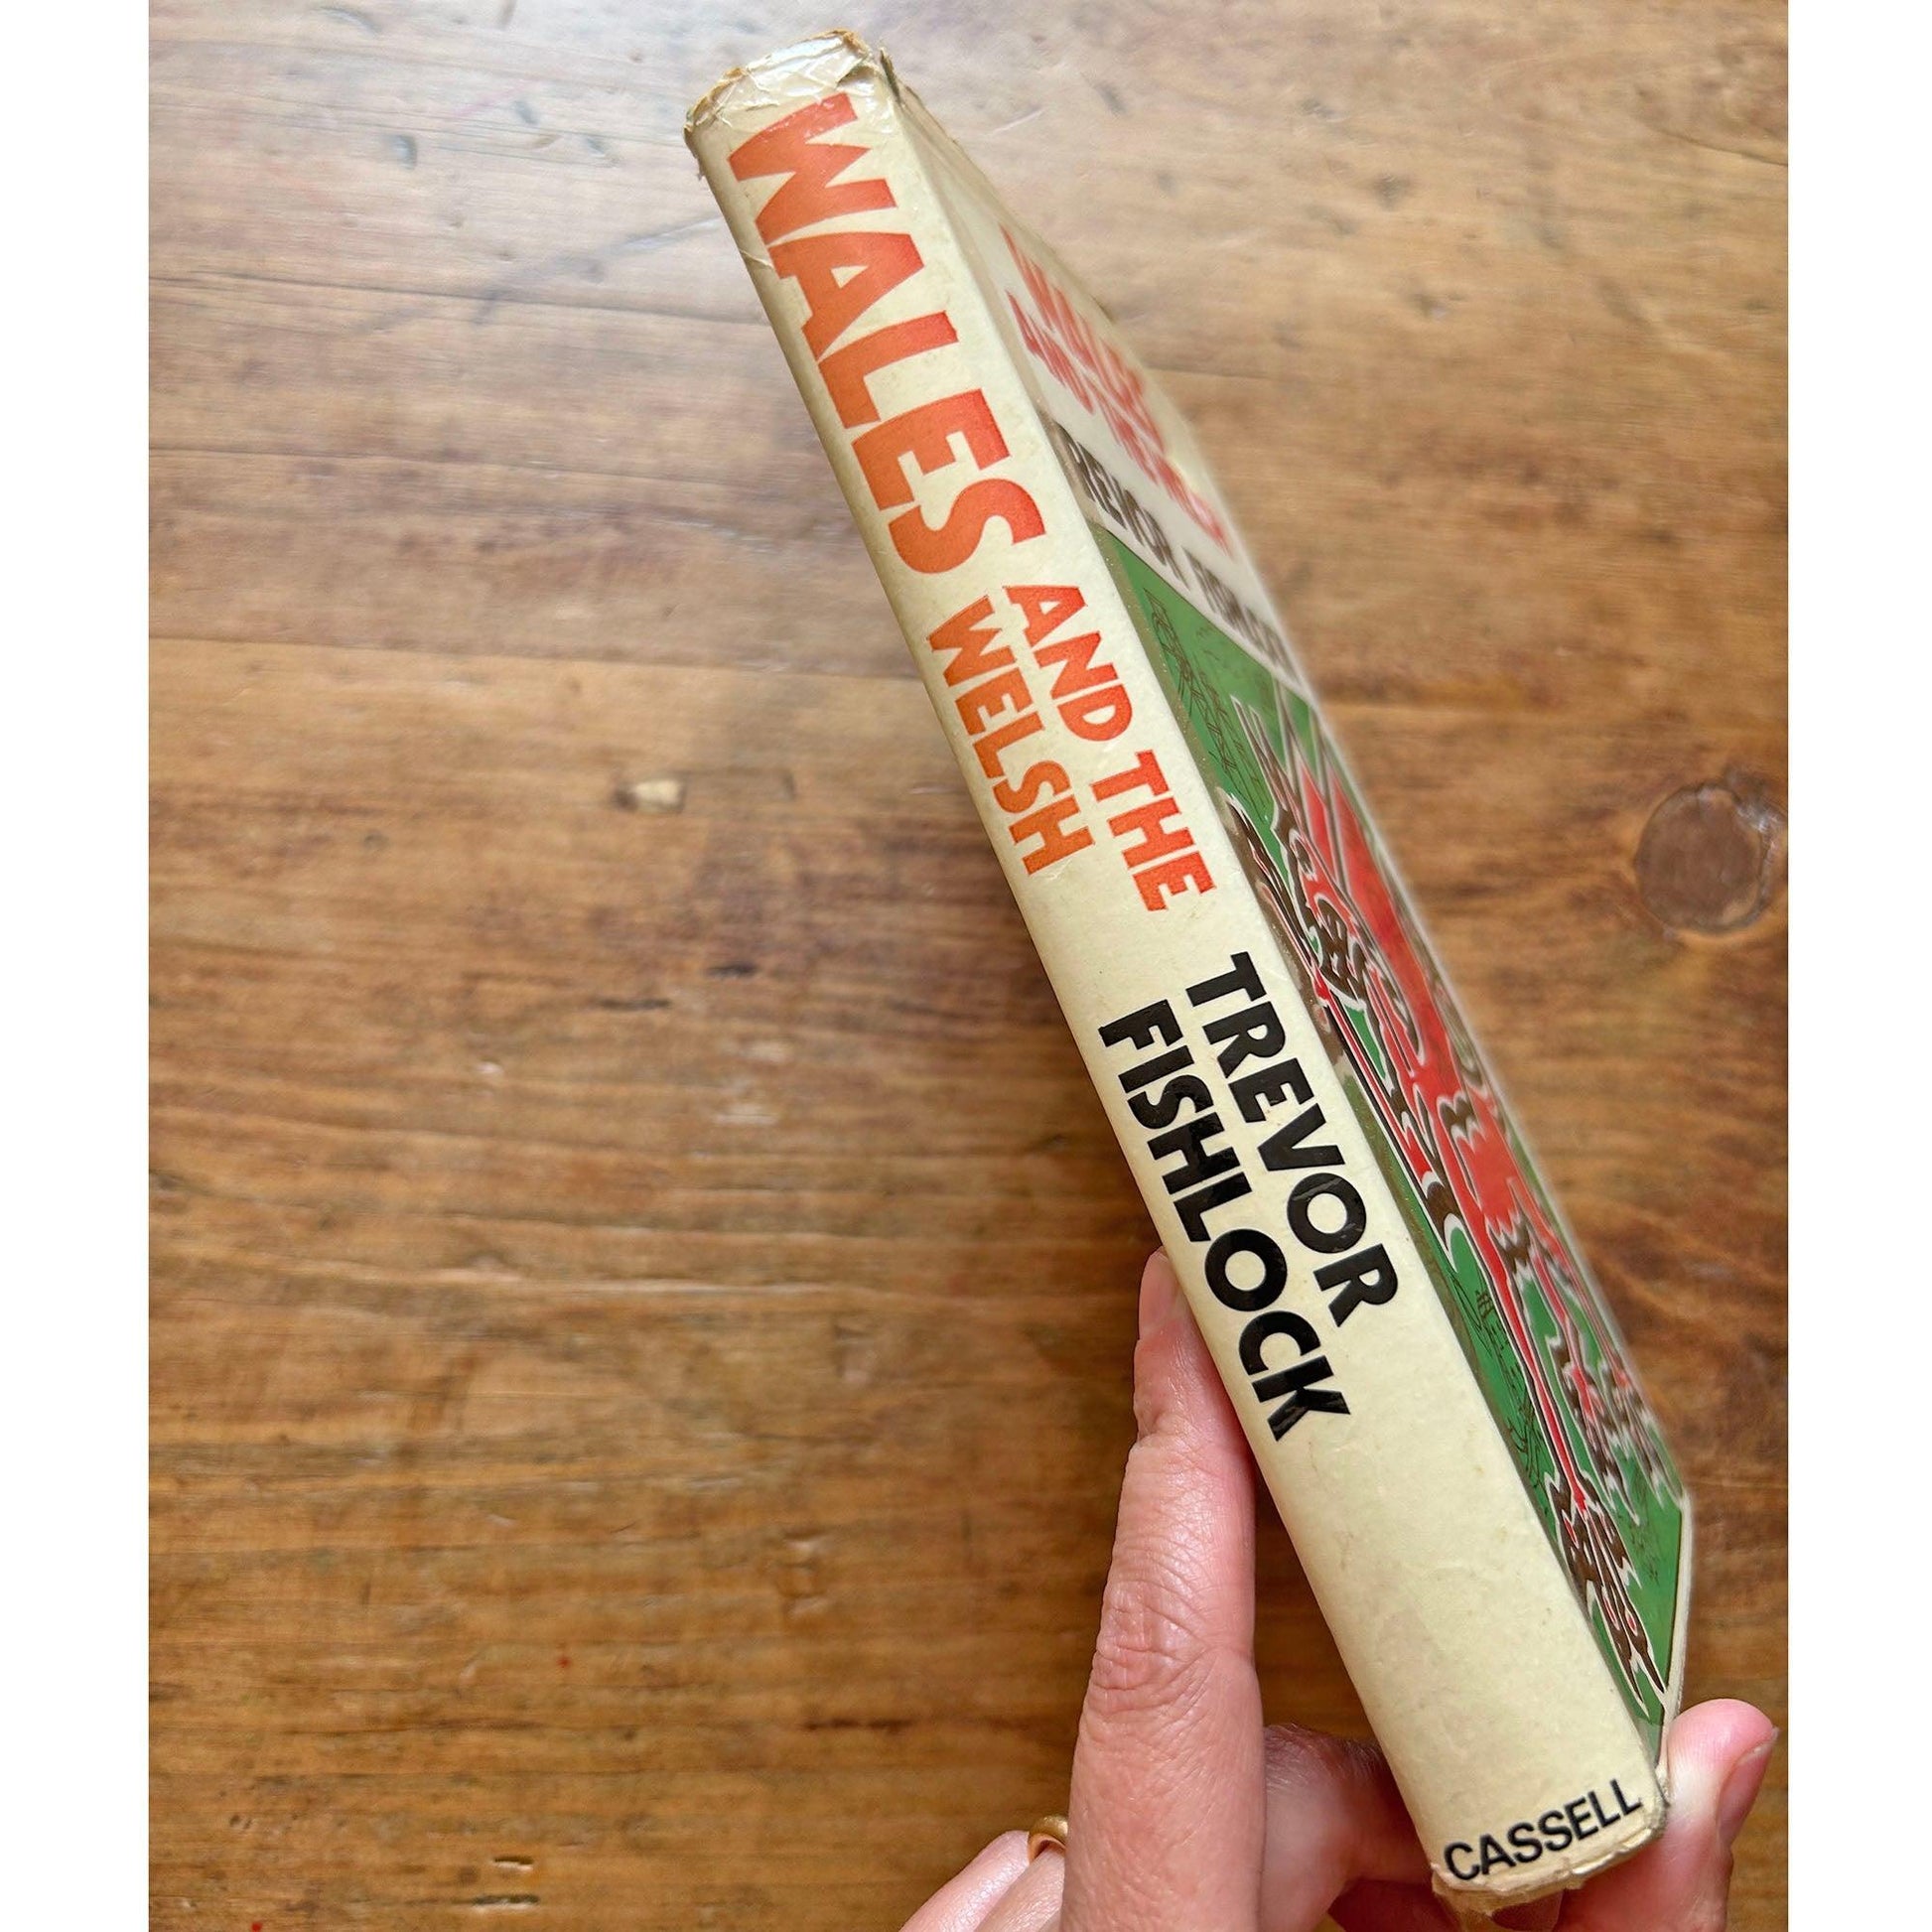 WALES
AND THE
WELSH
TREVOR
FISHLOCK
CASSELL